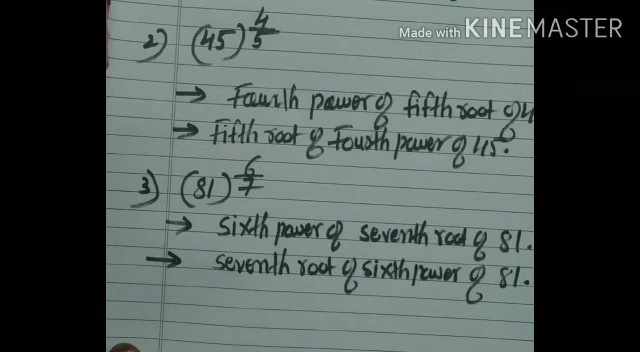 Made with KINEMASTER
2) (45)^4/5
→ Fourth power of fifth root of 4
→ Fifth root of Fourth power of 45.
3) (81)^6/7
→ Sixth power of seventh root of 81.
→ seventh root of sixth power of 81.